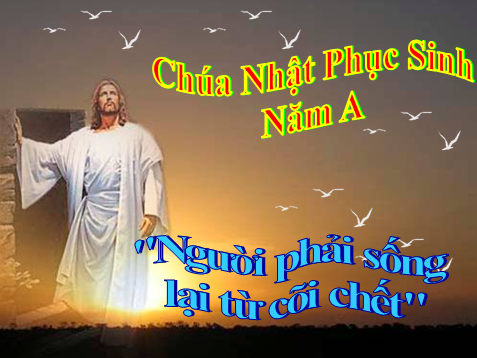 Chúa Nhật Phục Sinh
Năm A
"Người phải sống
lại từ cõi chết"